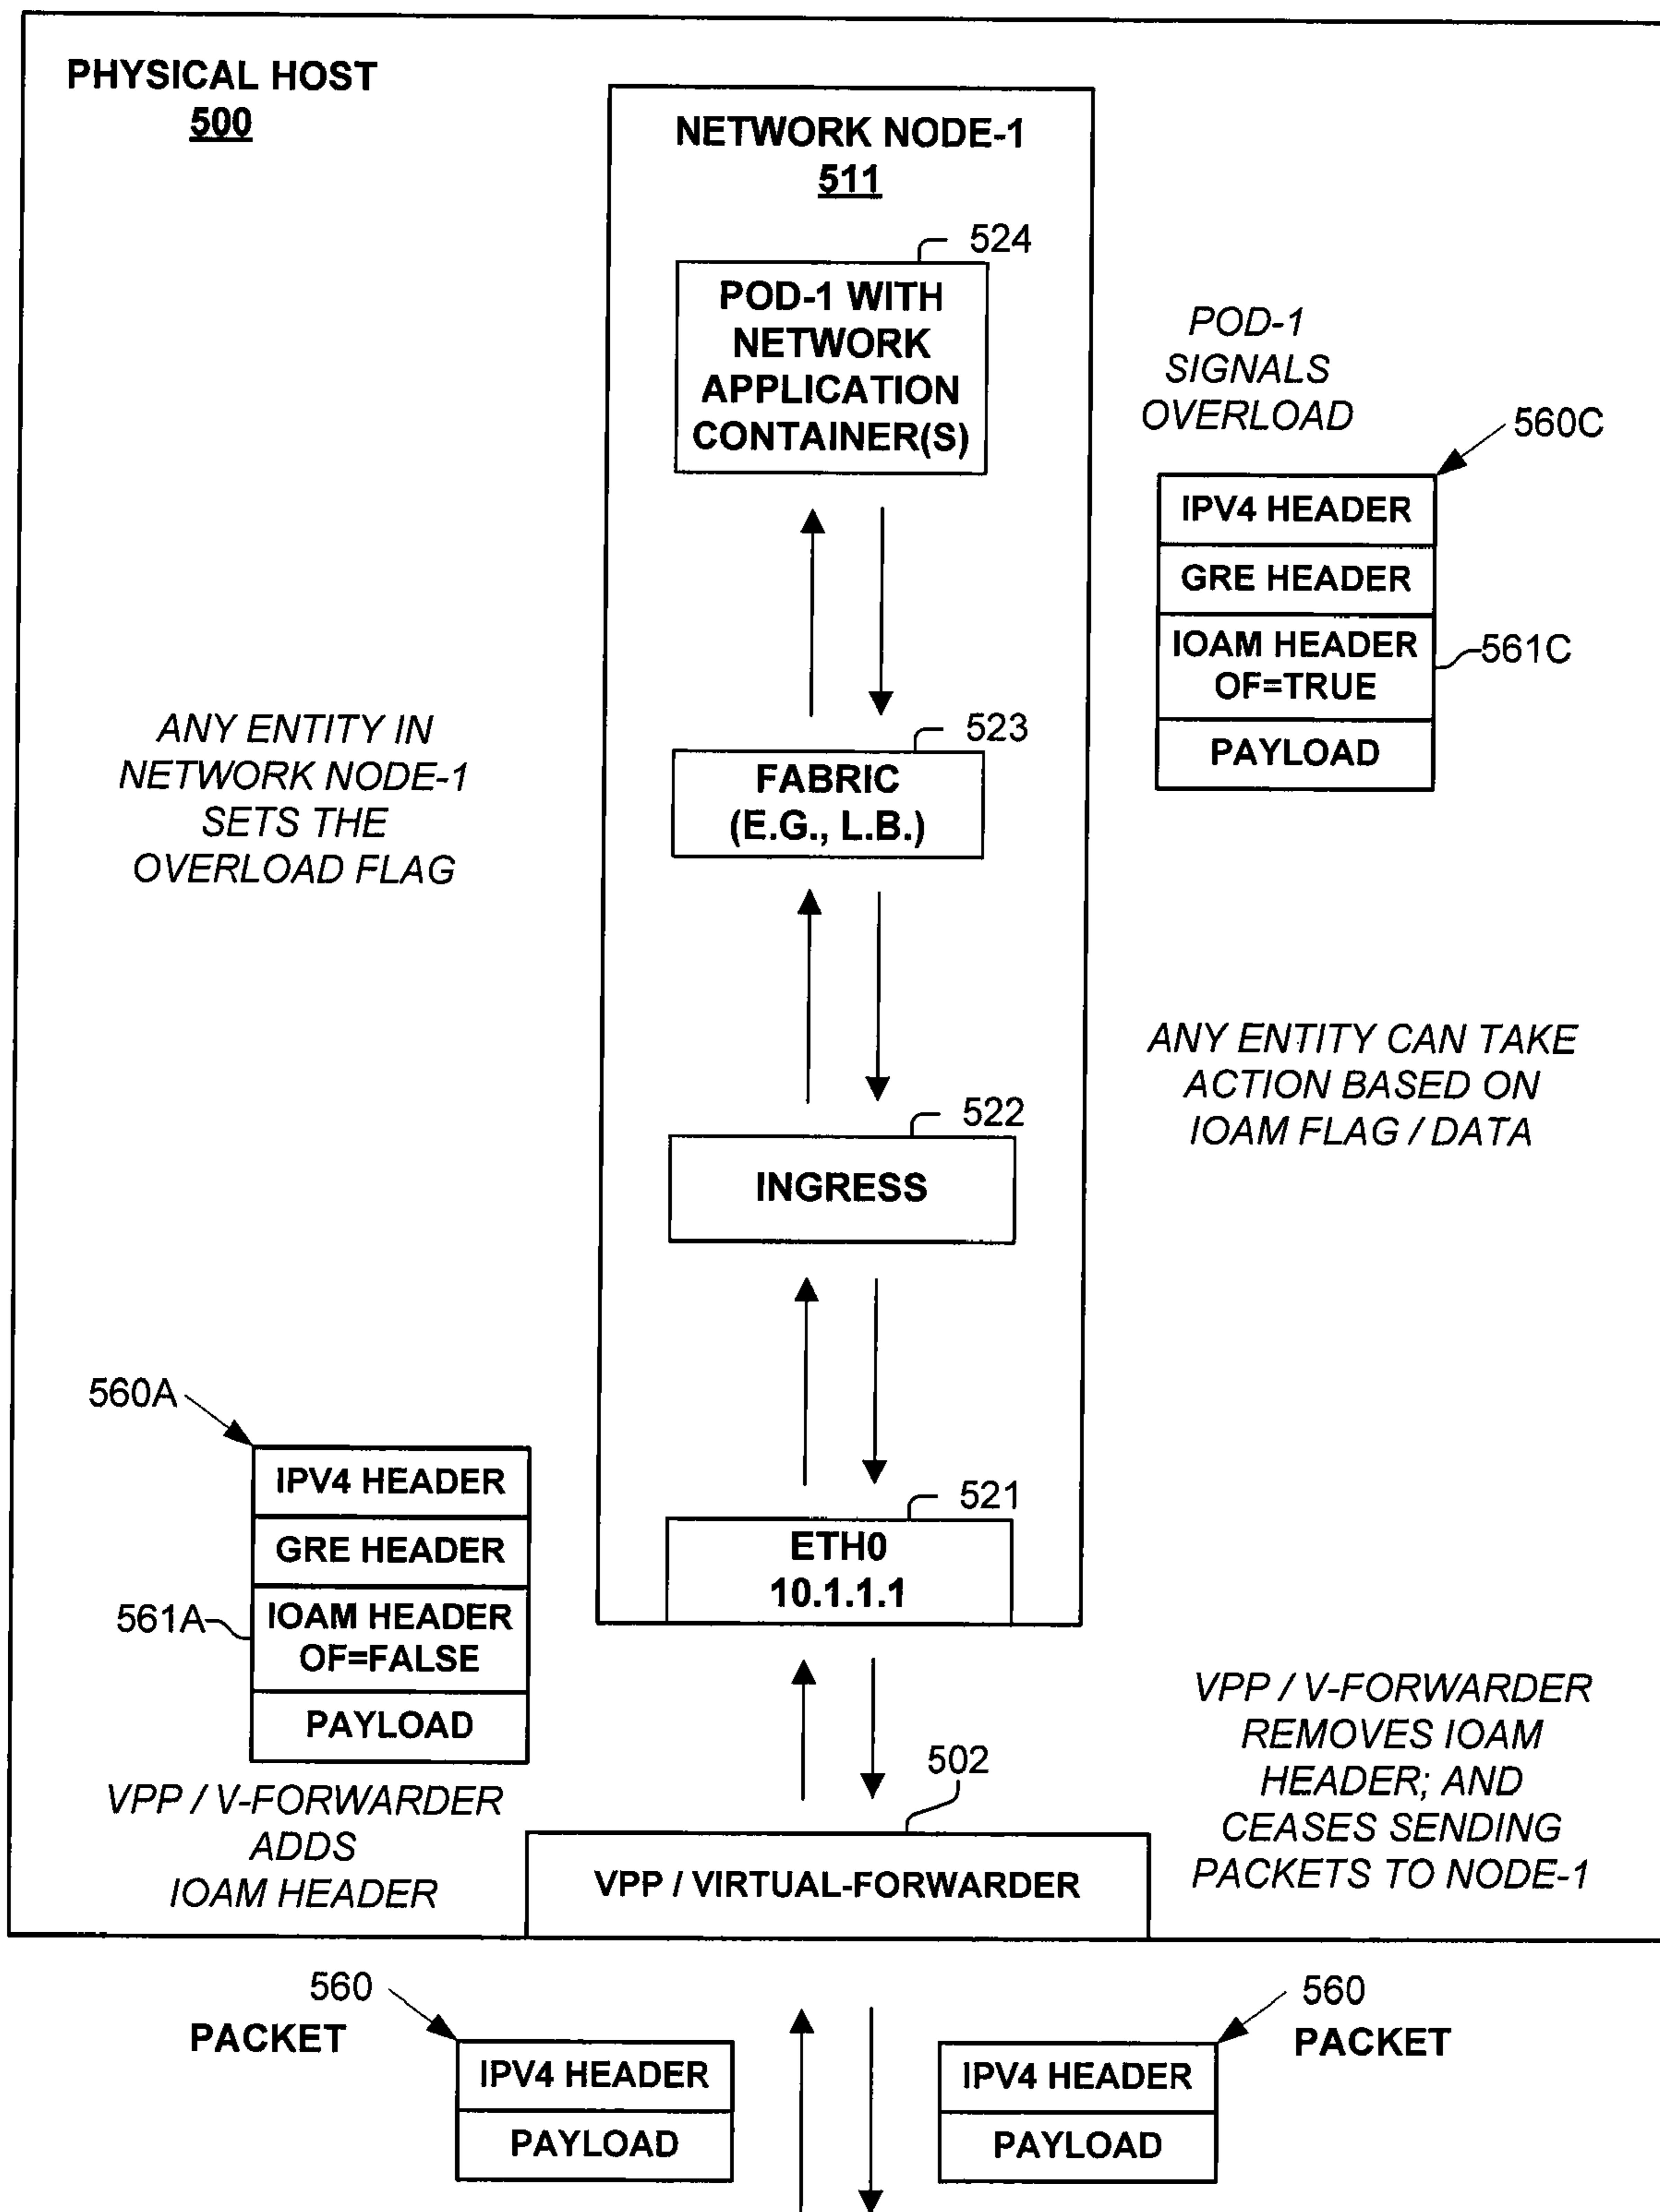 PHYSICAL HOST
500
NETWORK NODE-1
511
524
POD-1 WITH
NETWORK
APPLICATION
CONTAINER(S)
POD-1
SIGNALS
OVERLOAD
560C
IPV4 HEADER
GRE HEADER
IOAM HEADER
OF=TRUE
561C
PAYLOAD
ANY ENTITY IN
NETWORK NODE-1
SETS THE
OVERLOAD FLAG
523
FABRIC
(E.G., L.B.)
ANY ENTITY CAN TAKE
ACTION BASED ON
IOAM FLAG / DATA
522
INGRESS
560A
IPV4 HEADER
GRE HEADER
561A
IOAM HEADER
OF=FALSE
PAYLOAD
VPP / V-FORWARDER
ADDS
IOAM HEADER
521
ETH0
10.1.1.1
VPP / V-FORWARDER
REMOVES IOAM
HEADER; AND
CEASES SENDING
PACKETS TO NODE-1
502
VPP / VIRTUAL-FORWARDER
560
PACKET
IPV4 HEADER
PAYLOAD
560
PACKET
IPV4 HEADER
PAYLOAD